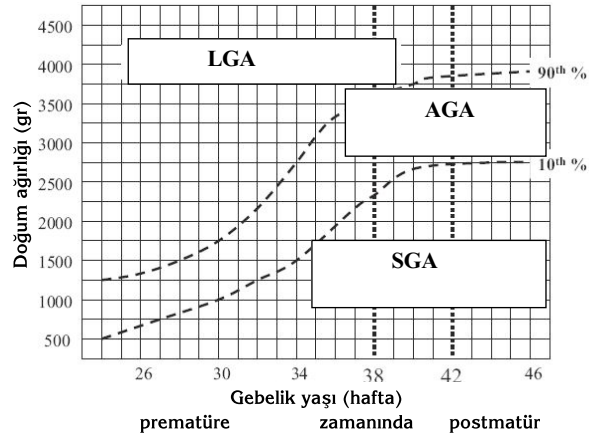 4500
4000
3500
3000
2500
2000
1500
1000
500
Doğum ağırlığı (gr)
LGA
AGA
SGA
90th %
10th %
26 30 34 38 42 46
Gebelik yaşı (hafta)
prematüre zamanında postmatür